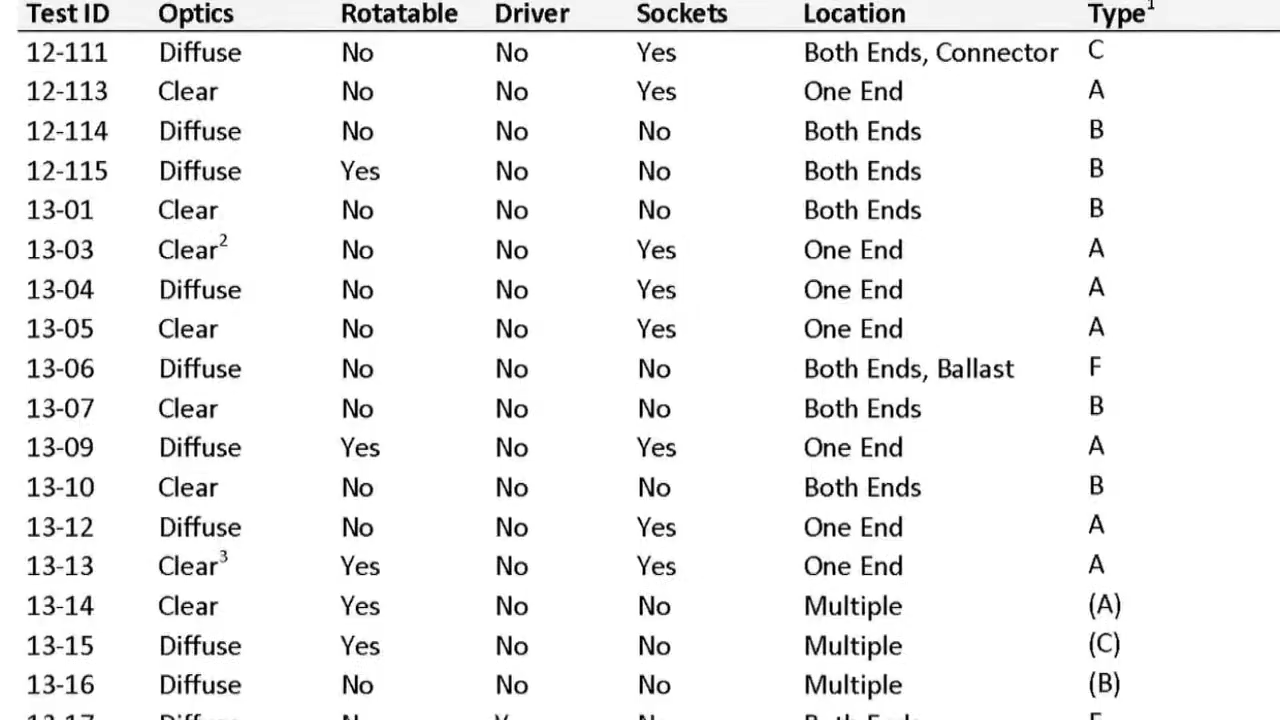 Test ID Optics Rotatable Driver Sockets Location Type¹
12-111 Diffuse No No Yes Both Ends, Connector C
12-113 Clear No No Yes One End A
12-114 Diffuse No No No Both Ends B
12-115 Diffuse Yes No No Both Ends B
13-01 Clear No No No Both Ends B
13-03 Clear² No No Yes One End A
13-04 Diffuse No No Yes One End A
13-05 Clear No No Yes One End A
13-06 Diffuse No No No Both Ends, Ballast F
13-07 Clear No No No Both Ends B
13-09 Diffuse Yes No Yes One End A
13-10 Clear No No No Both Ends B
13-12 Diffuse No No Yes One End A
13-13 Clear³ Yes No Yes One End A
13-14 Clear Yes No No Multiple (A)
13-15 Diffuse Yes No No Multiple (C)
13-16 Diffuse No No No Multiple (B)